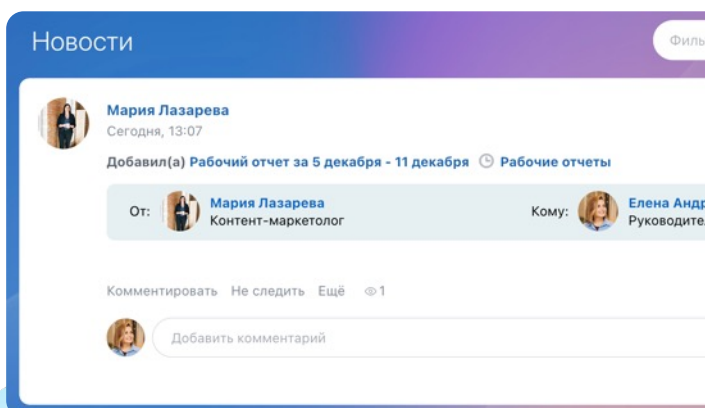 Новости
Мария Лазарева
Сегодня, 13:07
Добавил(а) Рабочий отчет за 5 декабря - 11 декабря Рабочие отчеты
От: Мария Лазарева Кому: Елена
Контент-маркетолог
Комментировать Не следить Ещё 1
Добавить комментарий